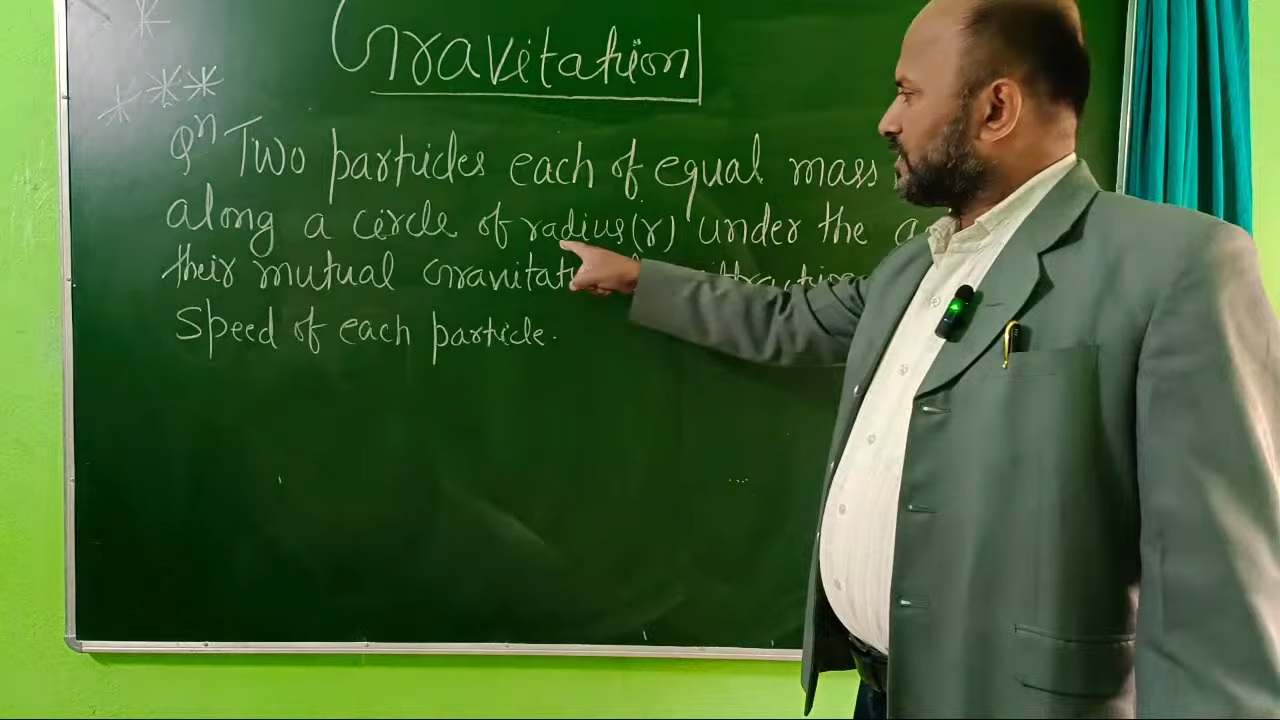 Gravitation
Qn Two particles each of equal mass
along a circle of radius(r) under the
their mutual Gravitat
Speed of each particle.